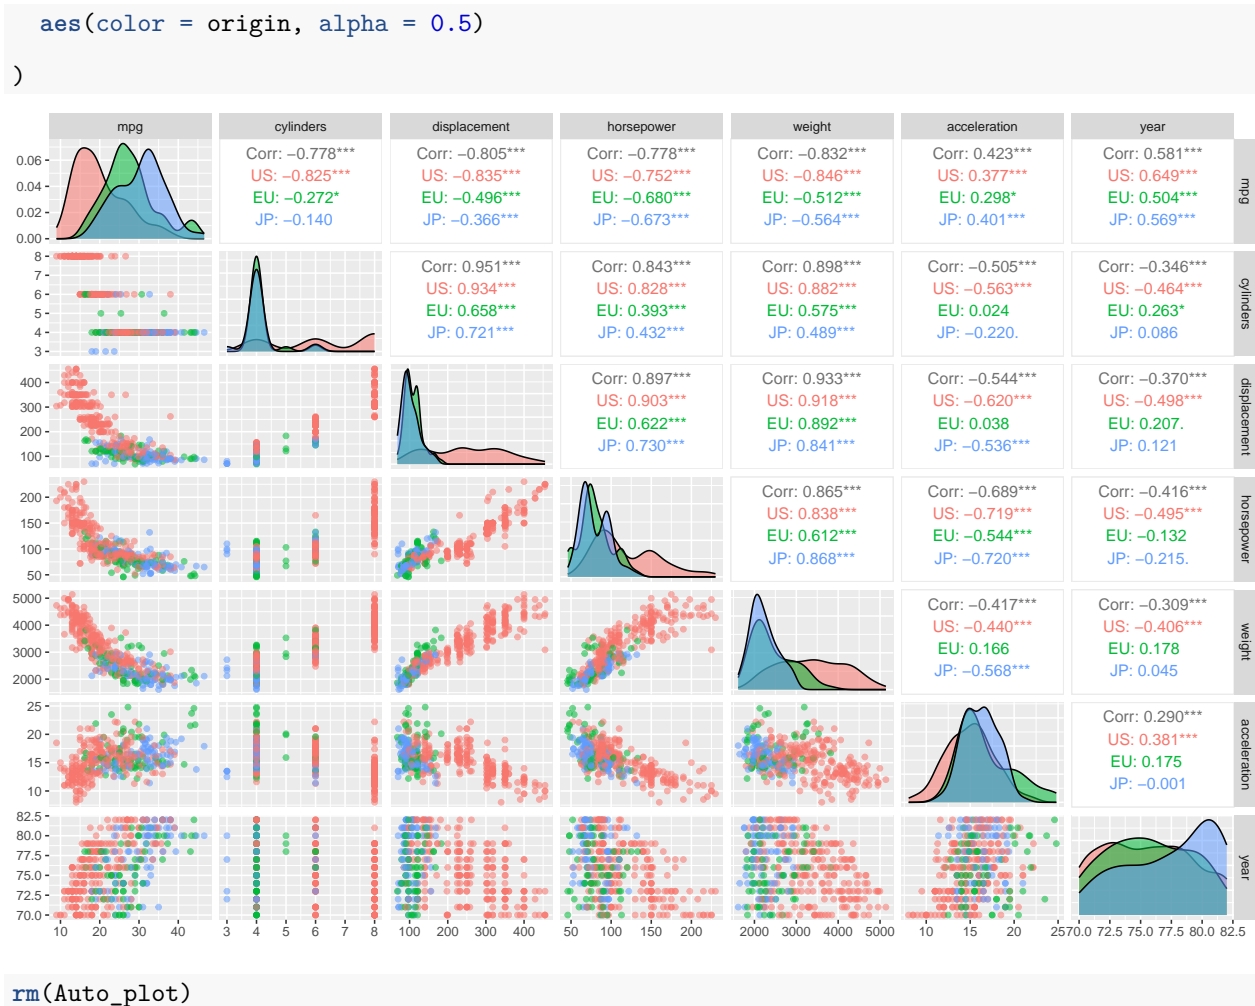 aes(color = origin, alpha = 0.5)
)
mpg cylinders displacement horsepower weight acceleration year
Corr: −0.778*** Corr: −0.805*** Corr: −0.778*** Corr: −0.832*** Corr: 0.423*** Corr: 0.581***
US: −0.825*** US: −0.835*** US: −0.752*** US: −0.846*** US: 0.377*** US: 0.649***
EU: −0.272* EU: −0.496*** EU: −0.680*** EU: −0.512*** EU: 0.298* EU: 0.504***
JP: −0.140 JP: −0.366*** JP: −0.673*** JP: −0.564*** JP: 0.401*** JP: 0.569***
0.06
0.04
0.02
0.00
mpg
Corr: 0.951*** Corr: 0.843*** Corr: 0.898*** Corr: −0.505*** Corr: −0.346***
US: 0.934*** US: 0.828*** US: 0.882*** US: −0.563*** US: −0.464***
EU: 0.658*** EU: 0.393*** EU: 0.575*** EU: 0.024 EU: 0.263*
JP: 0.721*** JP: 0.432*** JP: 0.489*** JP: −0.220. JP: 0.086
8
7
6
5
4
3
cylinders
Corr: 0.897*** Corr: 0.933*** Corr: −0.544*** Corr: −0.370***
US: 0.903*** US: 0.918*** US: −0.620*** US: −0.498***
EU: 0.622*** EU: 0.892*** EU: 0.038 EU: 0.207.
JP: 0.730*** JP: 0.841*** JP: −0.536*** JP: 0.121
400
300
200
100
displacement
Corr: 0.865*** Corr: −0.689*** Corr: −0.416***
US: 0.838*** US: −0.719*** US: −0.495***
EU: 0.612*** EU: −0.544*** EU: −0.132
JP: 0.868*** JP: −0.720*** JP: −0.215.
200
150
100
50
horsepower
Corr: −0.417*** Corr: −0.309***
US: −0.440*** US: −0.406***
EU: 0.166 EU: 0.178
JP: −0.568*** JP: 0.045
5000
4000
3000
2000
weight
Corr: 0.290***
US: 0.381***
EU: 0.175
JP: −0.001
25
20
15
10
acceleration
82.5
80.0
77.5
75.0
72.5
70.0
year
10 20 30 40 3 4 5 6 7 8 100 200 300 400 50 100 150 200 2000 3000 4000 5000 10 15 20 25 70.0 72.5 75.0 77.5 80.0 82.5
rm(Auto_plot)